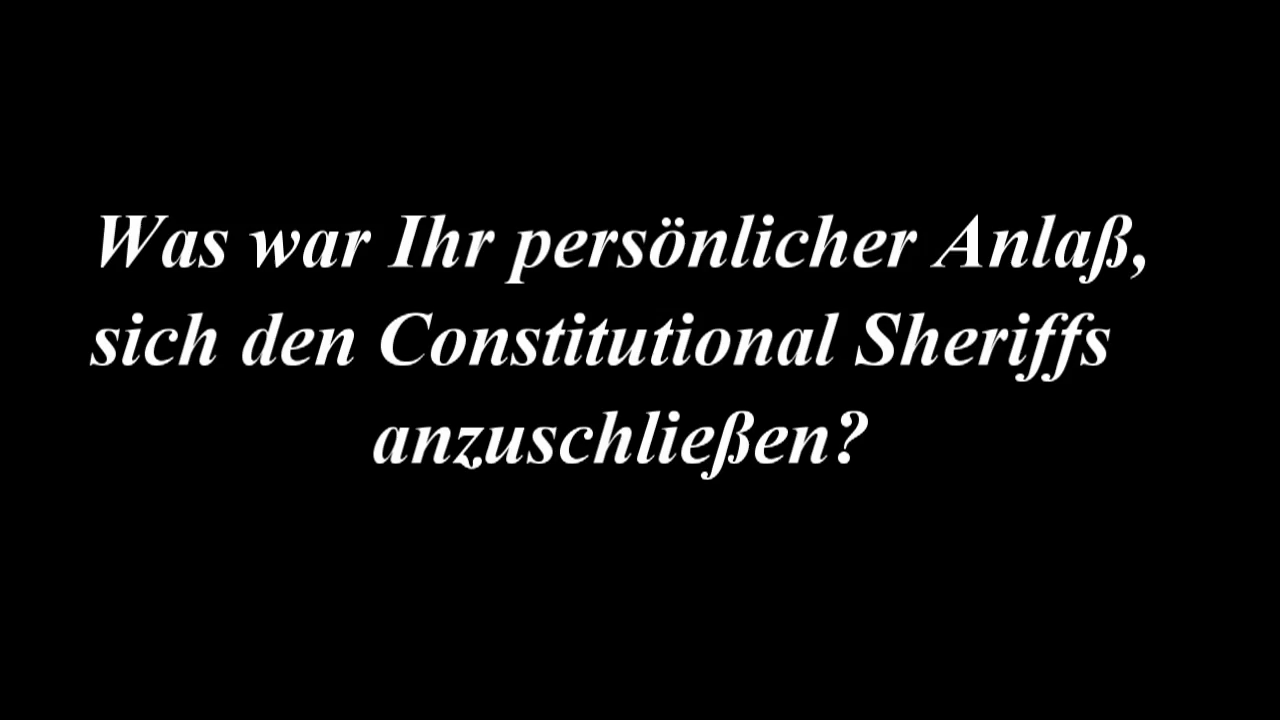 Was war Ihr persönlicher Anlaß,
sich den Constitutional Sheriffs
anzuschließen?